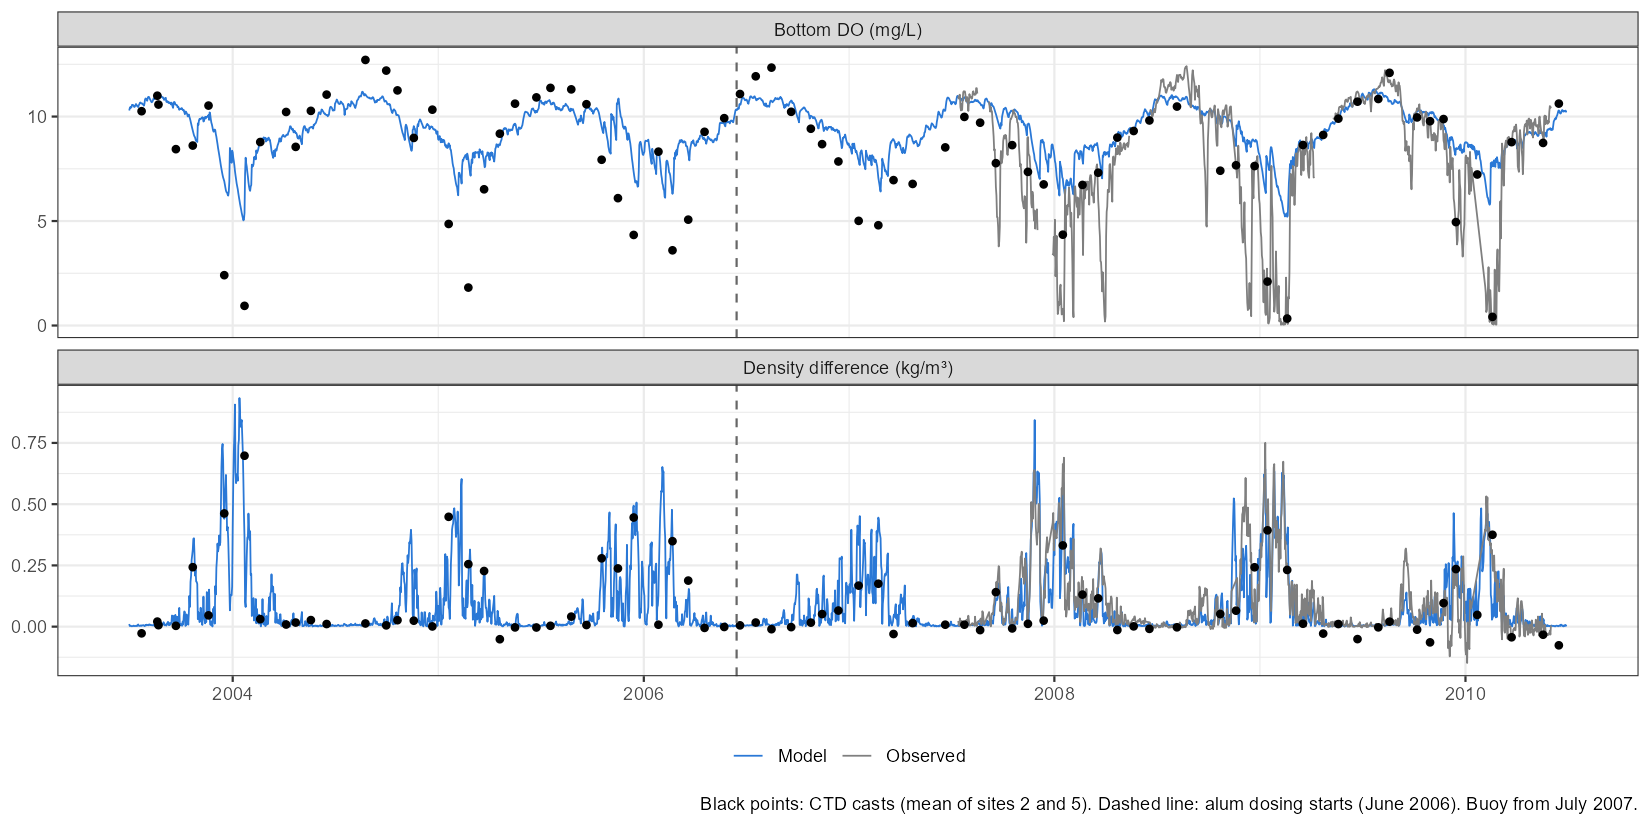 Bottom DO (mg/L)
10
5
0
Density difference (kg/m³)
0.75
0.50
0.25
0.00
2004 2006 2008 2010
Model Observed
Black points: CTD casts (mean of sites 2 and 5). Dashed line: alum dosing starts (June 2006). Buoy from July 2007.